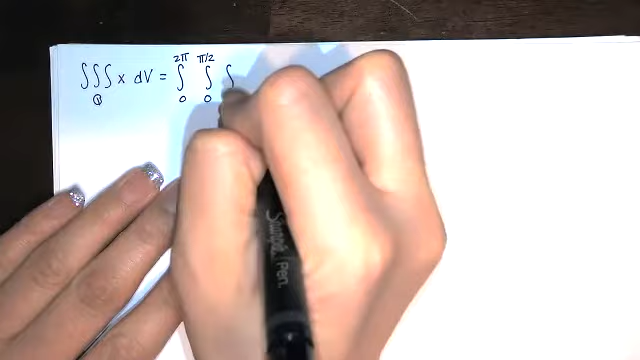 ∭ x dV = ∫ ∫ ∫
2π π/2
0 0
Sharpie Pen.